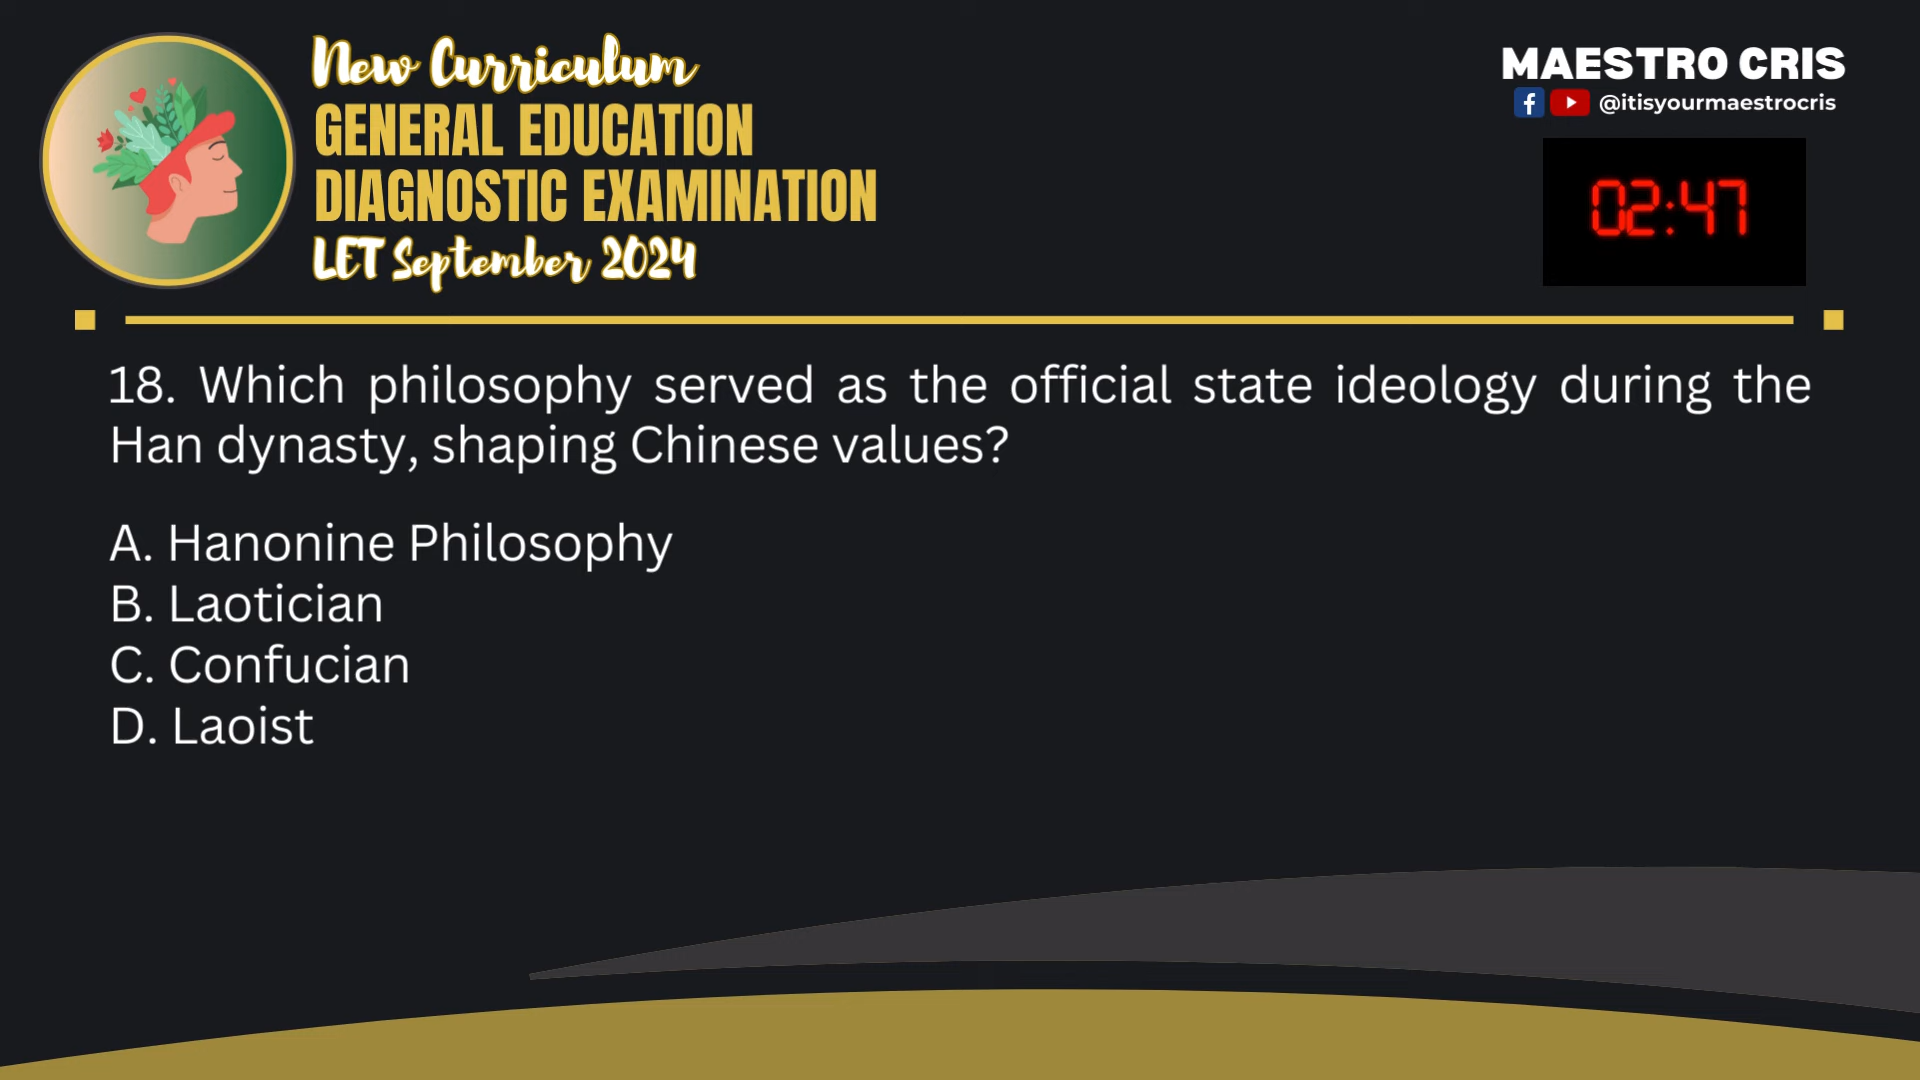 New Curriculum
GENERAL EDUCATION
DIAGNOSTIC EXAMINATION
LET September 2024
MAESTRO CRIS
@itisyourmaestrocris
02:47
18. Which philosophy served as the official state ideology during the
Han dynasty, shaping Chinese values?
A. Hanonine Philosophy
B. Laotician
C. Confucian
D. Laoist